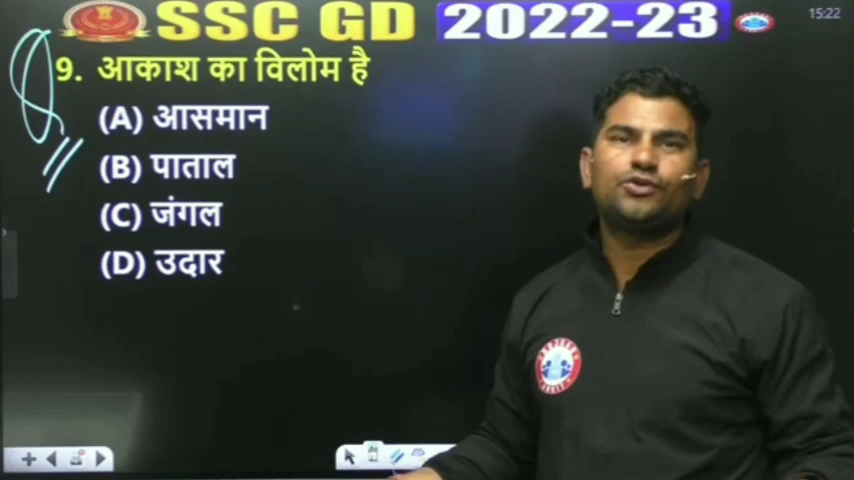 SSC GD 2022-23
15:22
9. आकाश का विलोम है
(A) आसमान
(B) पाताल
(C) जंगल
(D) उदार